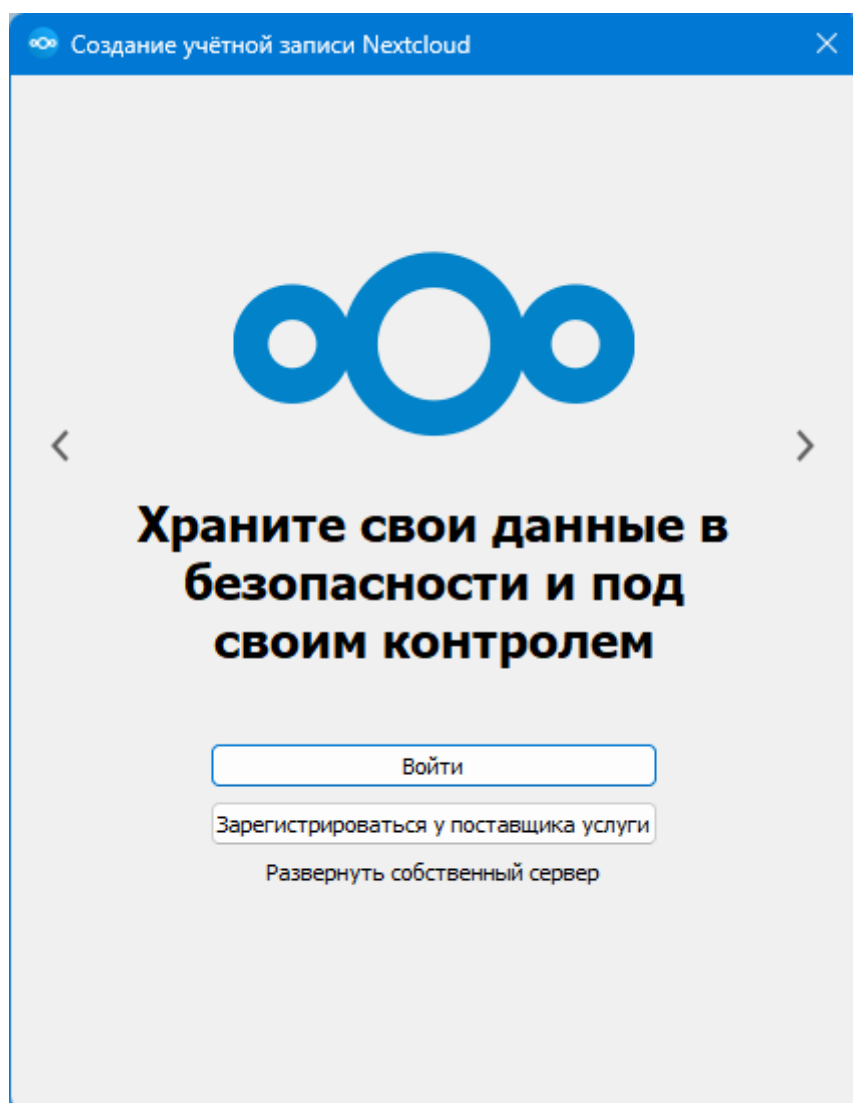 Создание учётной записи Nextcloud
Храните свои данные в
безопасности и под
своим контролем
Войти
Зарегистрироваться у поставщика услуги
Развернуть собственный сервер